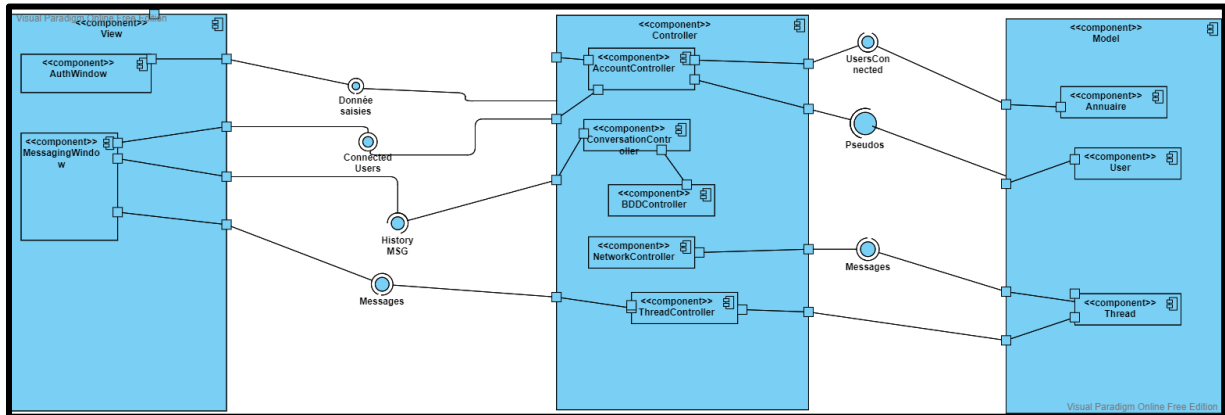 Visual Paradigm Online Free Edition
<<component>>
View
<<component>>
AuthWindow
<<component>>
MessagingWindo
w
Donnée
saisies
Connected
Users
History
MSG
Messages
<<component>>
Controller
<<component>>
AccountController
<<component>>
ConversationContr
oller
<<component>>
BDDController
<<component>>
NetworkController
<<component>>
ThreadController
UsersCon
nected
Pseudos
Messages
<<component>>
Model
<<component>>
Annuaire
<<component>>
User
<<component>>
Thread
Visual Paradigm Online Free Edition